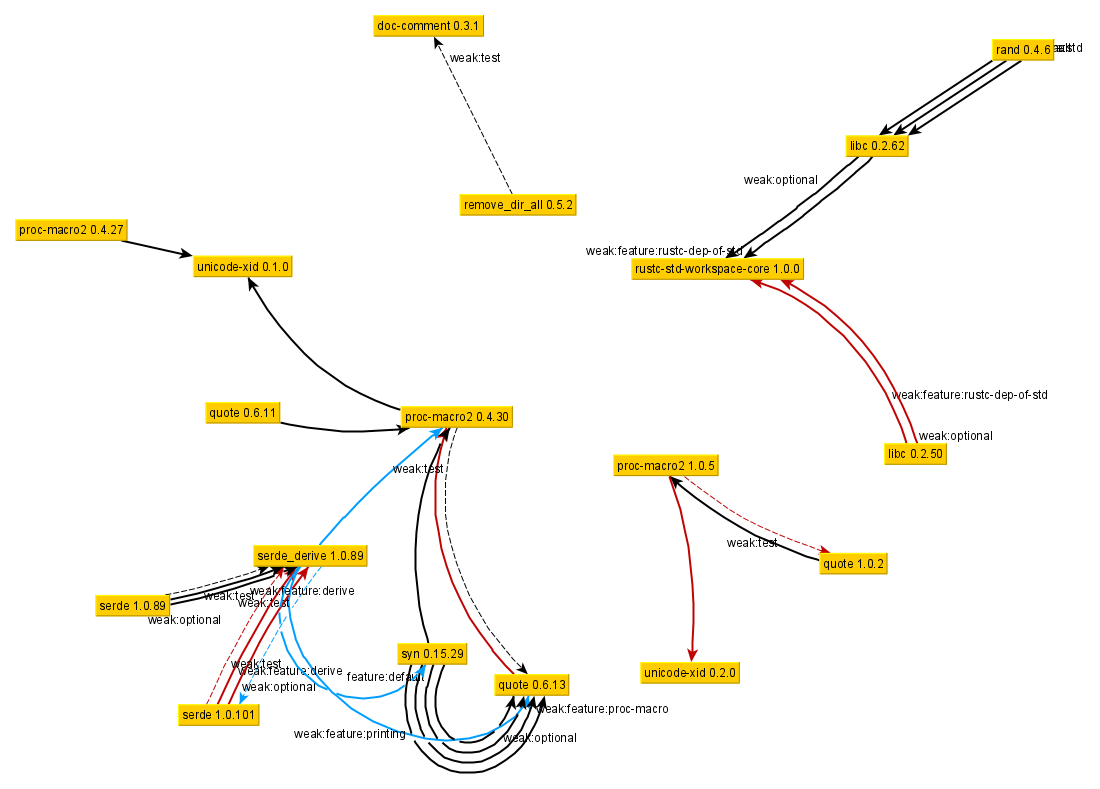 doc-comment 0.3.1
weak:test
rand 0.4.6
libc 0.2.62
weak:optional
remove_dir_all 0.5.2
proc-macro2 0.4.27
weak:feature:rustc-dep-of-std
unicode-xid 0.1.0
rustc-std-workspace-core 1.0.0
weak:feature:rustc-dep-of-std
quote 0.6.11
proc-macro2 0.4.30
weak:optional
libc 0.2.50
weak:test
proc-macro2 1.0.5
weak:test
quote 1.0.2
serde_derive 1.0.89
weak:feature:derive
weak:test
weak:test
serde 1.0.89
weak:optional
syn 0.15.29
weak:test
weak:feature:derive
feature:default
unicode-xid 0.2.0
weak:optional
quote 0.6.13
serde 1.0.101
weak:feature:proc-macro
weak:feature:printing
weak:optional